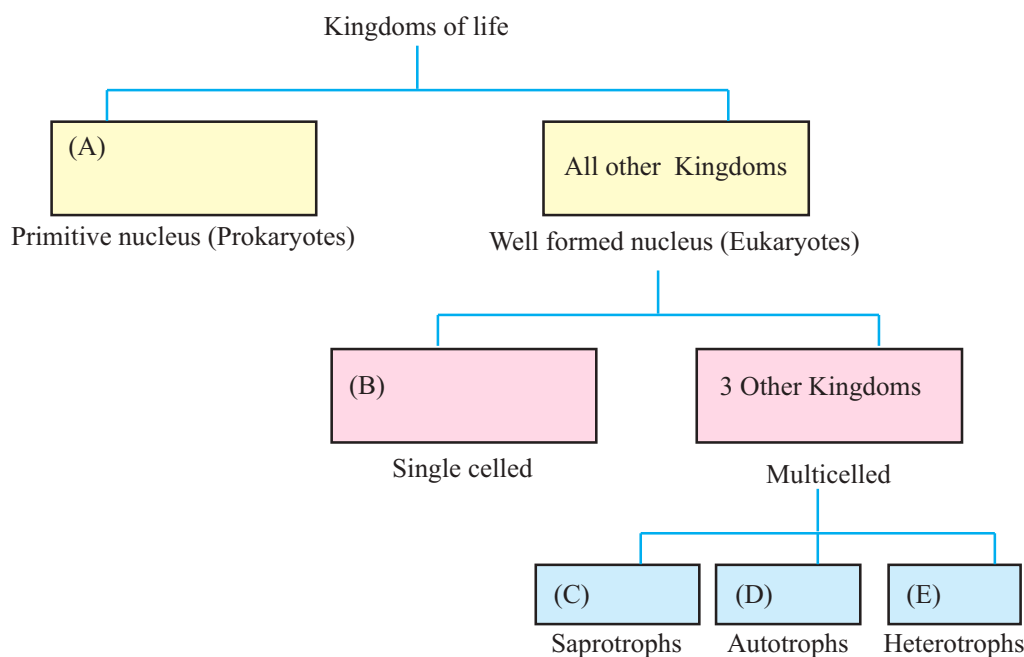 Kingdoms of life
(A)
All other Kingdoms
Primitive nucleus (Prokaryotes)
Well formed nucleus (Eukaryotes)
(B)
3 Other Kingdoms
Single celled
Multicelled
(C)
(D)
(E)
Saprotrophs
Autotrophs
Heterotrophs